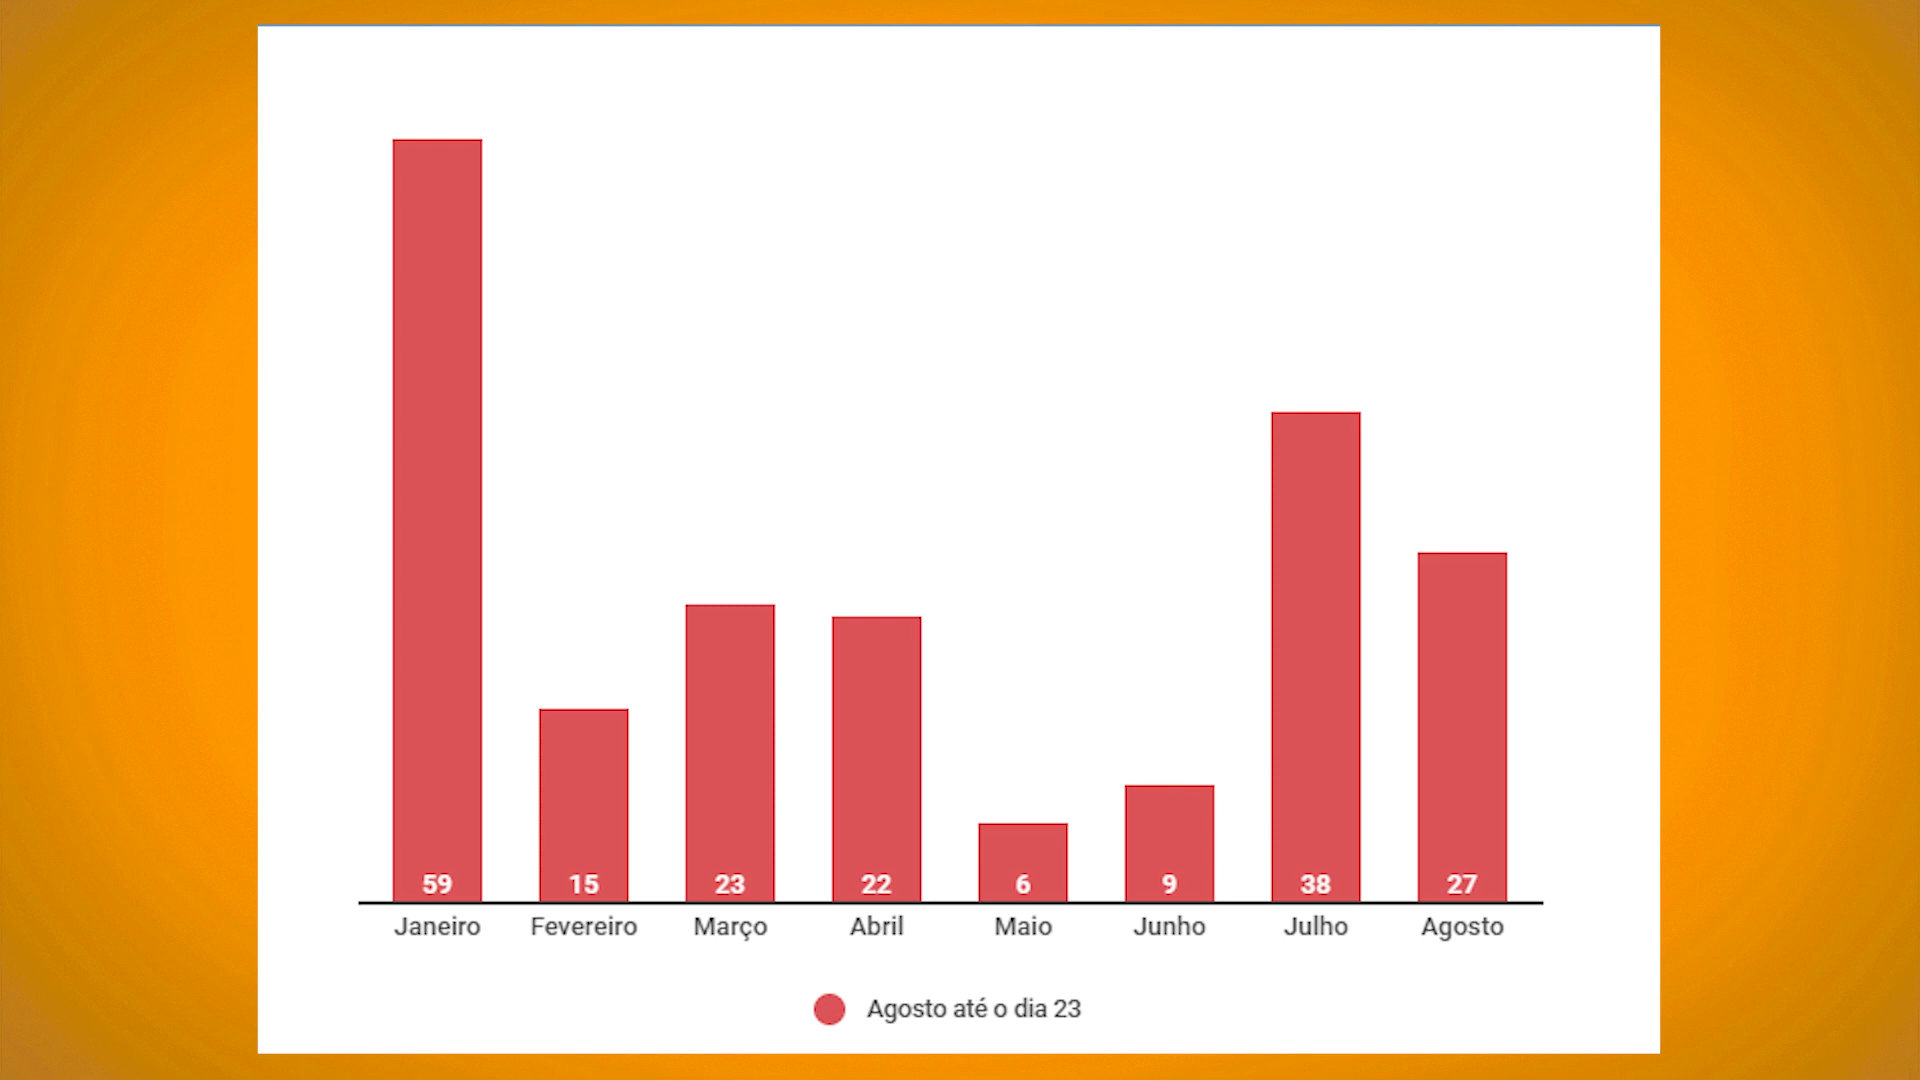 59 15 23 22 6 9 38 27
Janeiro Fevereiro Março Abril Maio Junho Julho Agosto
Agosto até o dia 23